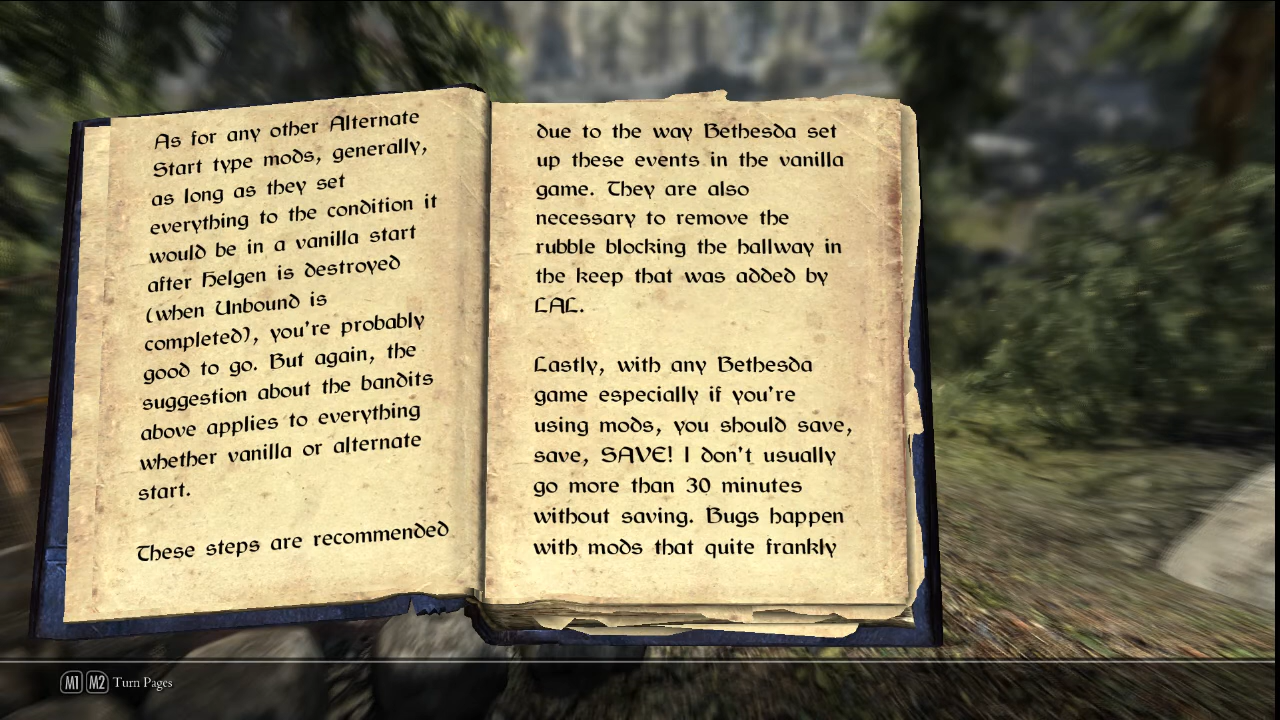 As for any other Alternate
Start type mods, generally,
as long as they set
everything to the condition it
would be in a vanilla start
after Helgen is destroyed
(when Unbound is
completed), you're probably
good to go. But again, the
suggestion about the bandits
above applies to everything
whether vanilla or alternate
start.
These steps are recommended
due to the way Bethesda set
up these events in the vanilla
game. They are also
necessary to remove the
rubble blocking the hallway in
the keep that was added by
LAL.
Lastly, with any Bethesda
game especially if you're
using mods, you should save,
save, SAVE! I don't usually
go more than 30 minutes
without saving. Bugs happen
with mods that quite frankly
M1 M2 Turn Pages